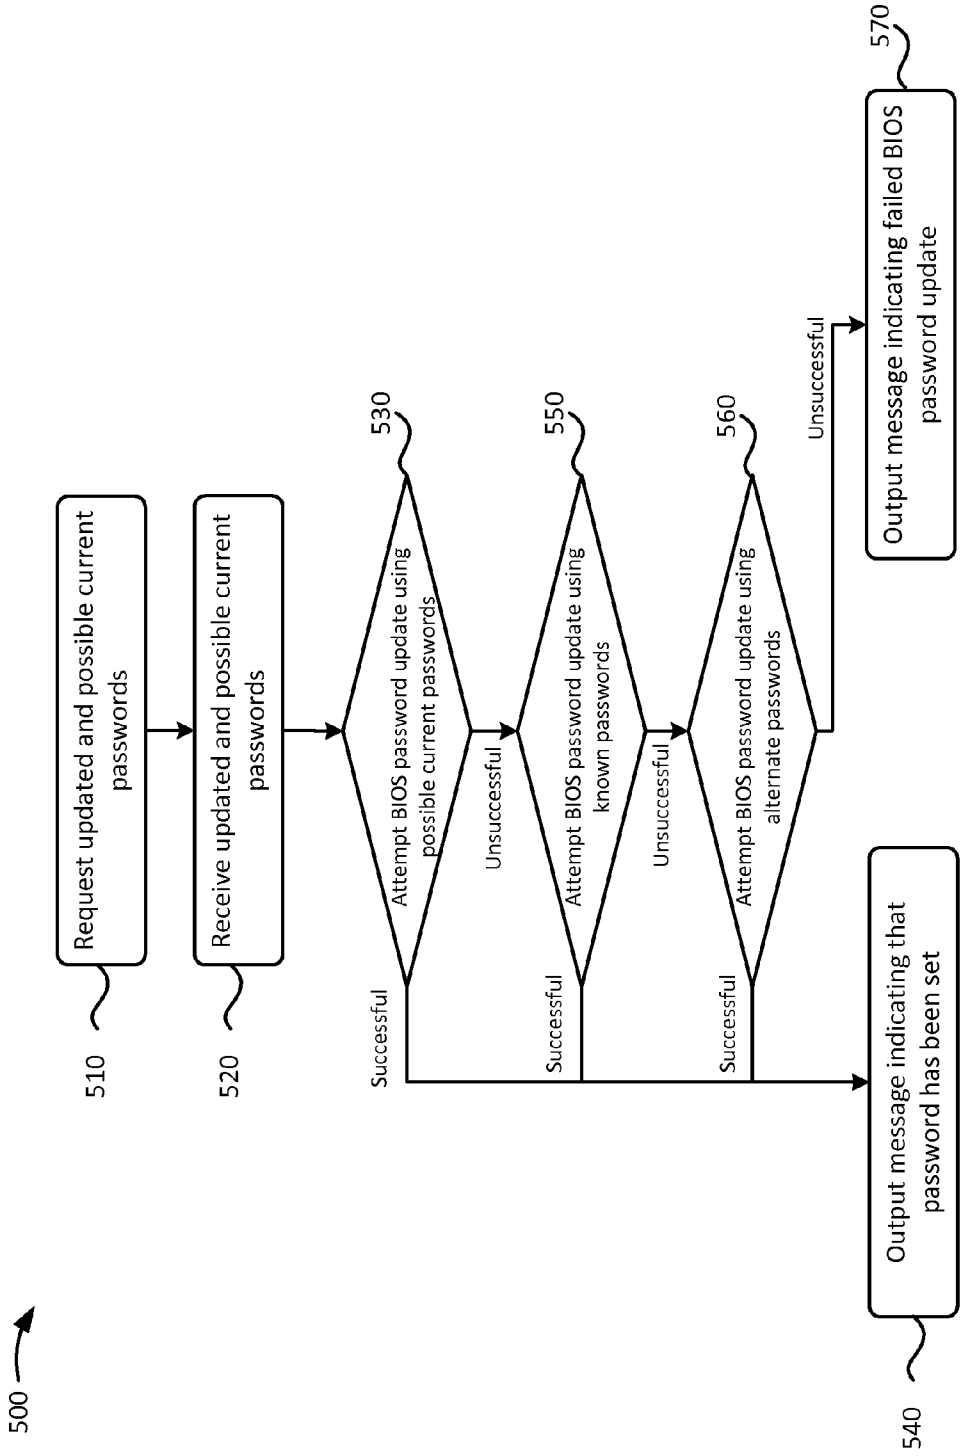 500
510
Request updated and possible current
passwords
520
Receive updated and possible current
passwords
530
Attempt BIOS password update using
possible current passwords
Successful
Unsuccessful
550
Attempt BIOS password update using
known passwords
Successful
Unsuccessful
560
Attempt BIOS password update using
alternate passwords
Successful
Unsuccessful
540
Output message indicating that
password has been set
570
Output message indicating failed BIOS
password update